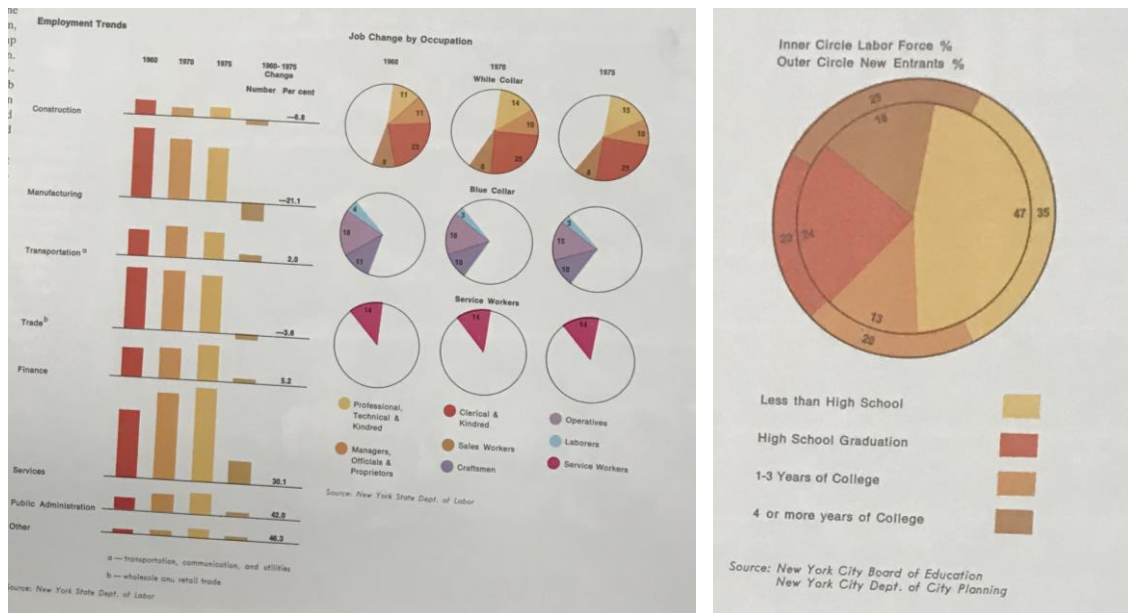 Employment Trends
1960 1970 1975 1960-1975
Change
Number Per cent
Construction
Manufacturing
—21.1
Transportation a
2.0
Trade b
—3.6
Finance
5.2
Services
30.1
Public Administration
42.0
Other
46.3
a — transportation, communication, and utilities
b — wholesale and retail trade
Source: New York State Dept. of Labor
Job Change by Occupation
1960 1970 1975
White Collar
11 14 15
11 10 10
23 25 25
8 8 8
Blue Collar
4 3 3
18 16 15
11 10 10
Service Workers
14 14 14
Professional,
Technical &
Kindred
Managers,
Officials &
Proprietors
Clerical &
Kindred
Sales Workers
Craftsmen
Operatives
Laborers
Service Workers
Source: New York State Dept. of Labor
Inner Circle Labor Force %
Outer Circle New Entrants %
23
16
47 35
22 24
13
20
Less than High School
High School Graduation
1-3 Years of College
4 or more years of College
Source: New York City Board of Education
New York City Dept. of City Planning